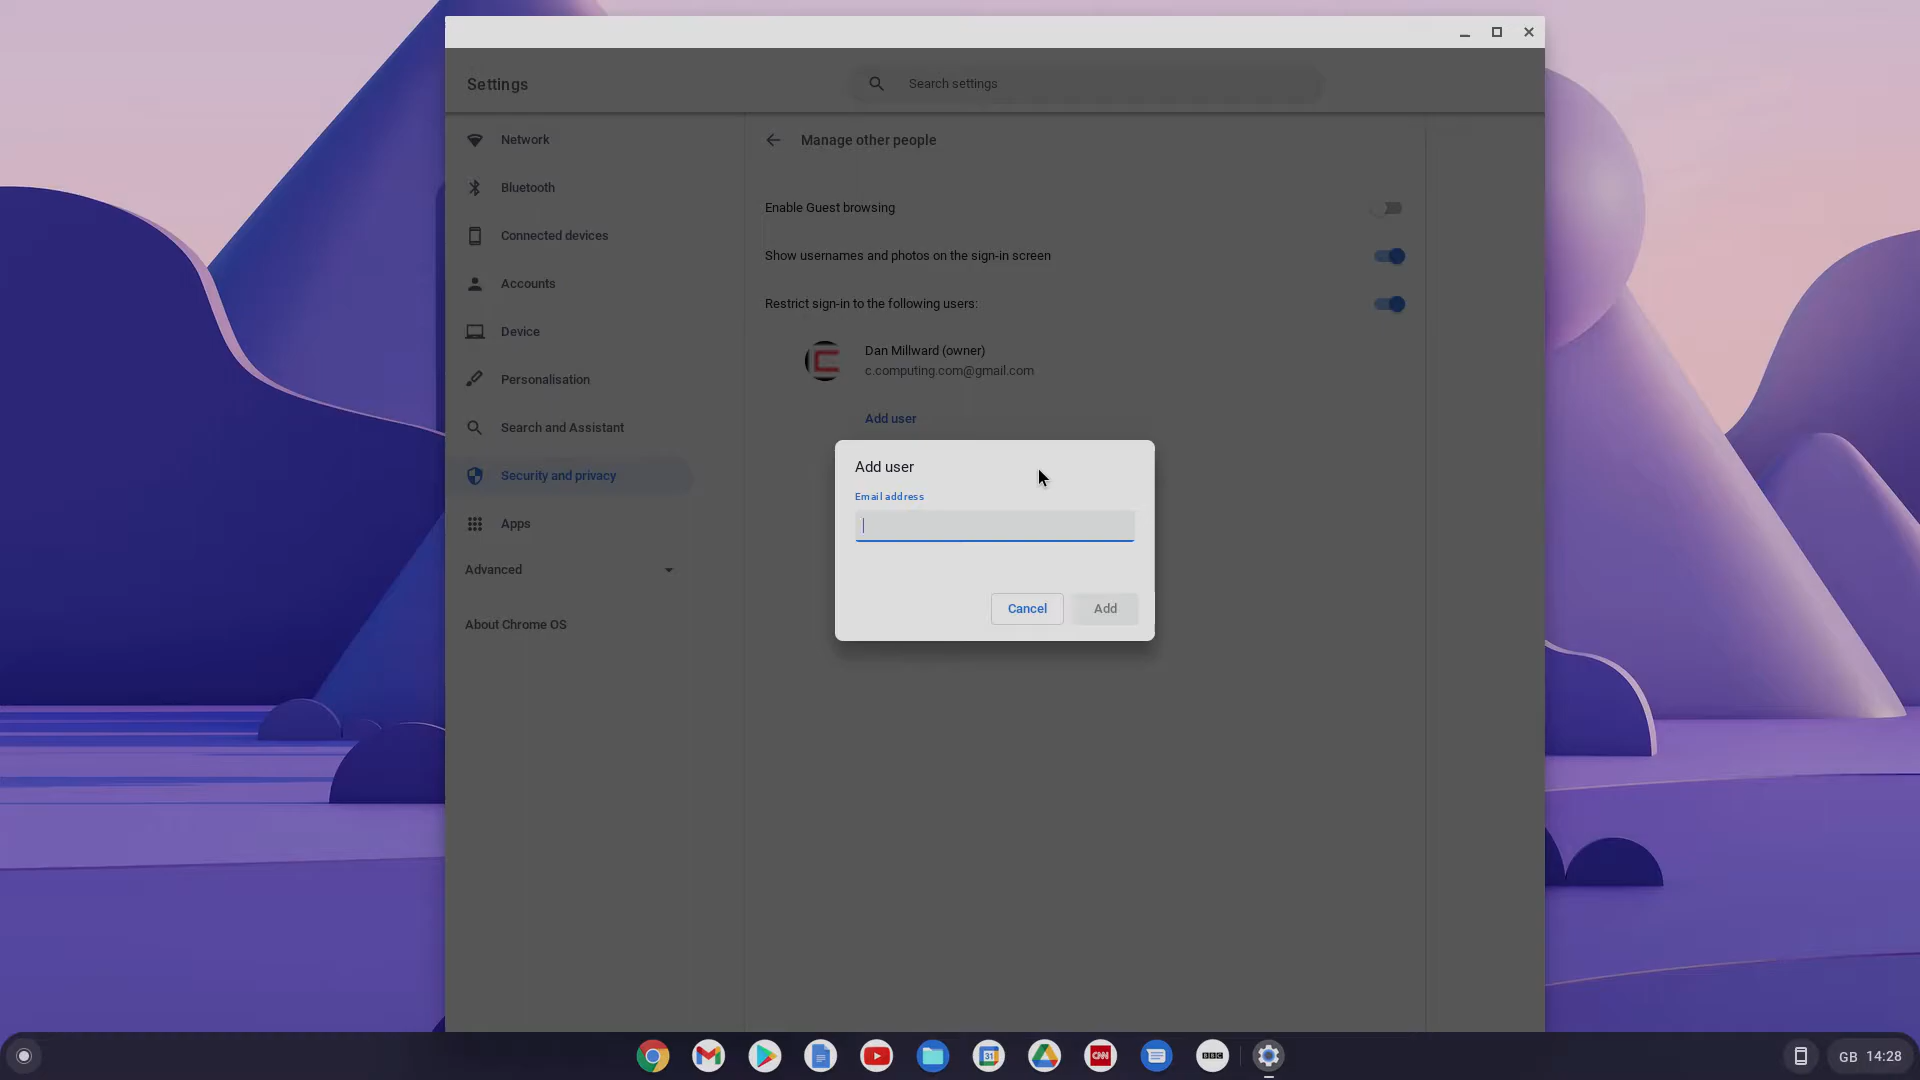 Settings
Search settings
Network
Bluetooth
Connected devices
Accounts
Device
Personalisation
Search and Assistant
Security and privacy
Apps
Advanced
About Chrome OS
Manage other people
Enable Guest browsing
Show usernames and photos on the sign-in screen
Restrict sign-in to the following users:
Dan Millward (owner)
c.computing.com@gmail.com
Add user
Add user
Email address
Cancel
Add
31
CNN
BBC
GB 14:28